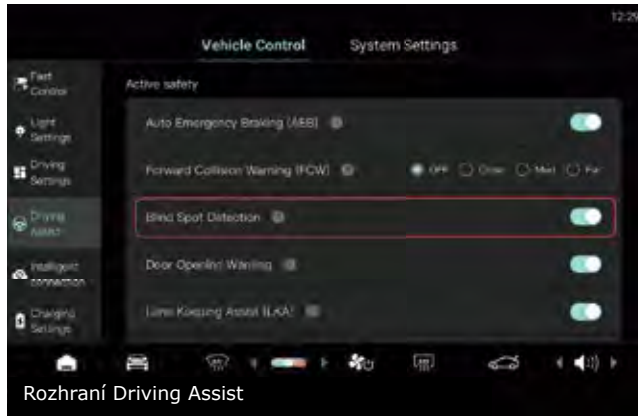 12:29
Vehicle Control System Settings
Fast
Control
Active safety
Light
Settings
Auto Emergency Braking (AEB)
Driving
Settings
Forward Collision Warning (FCW) OFF Close Med Far
Driving
Assist
Blind Spot Detection
Intelligent
connection
Door Opening Warning
Charging
Settings
Lane Keeping Assist (LKA)
Rozhraní Driving Assist